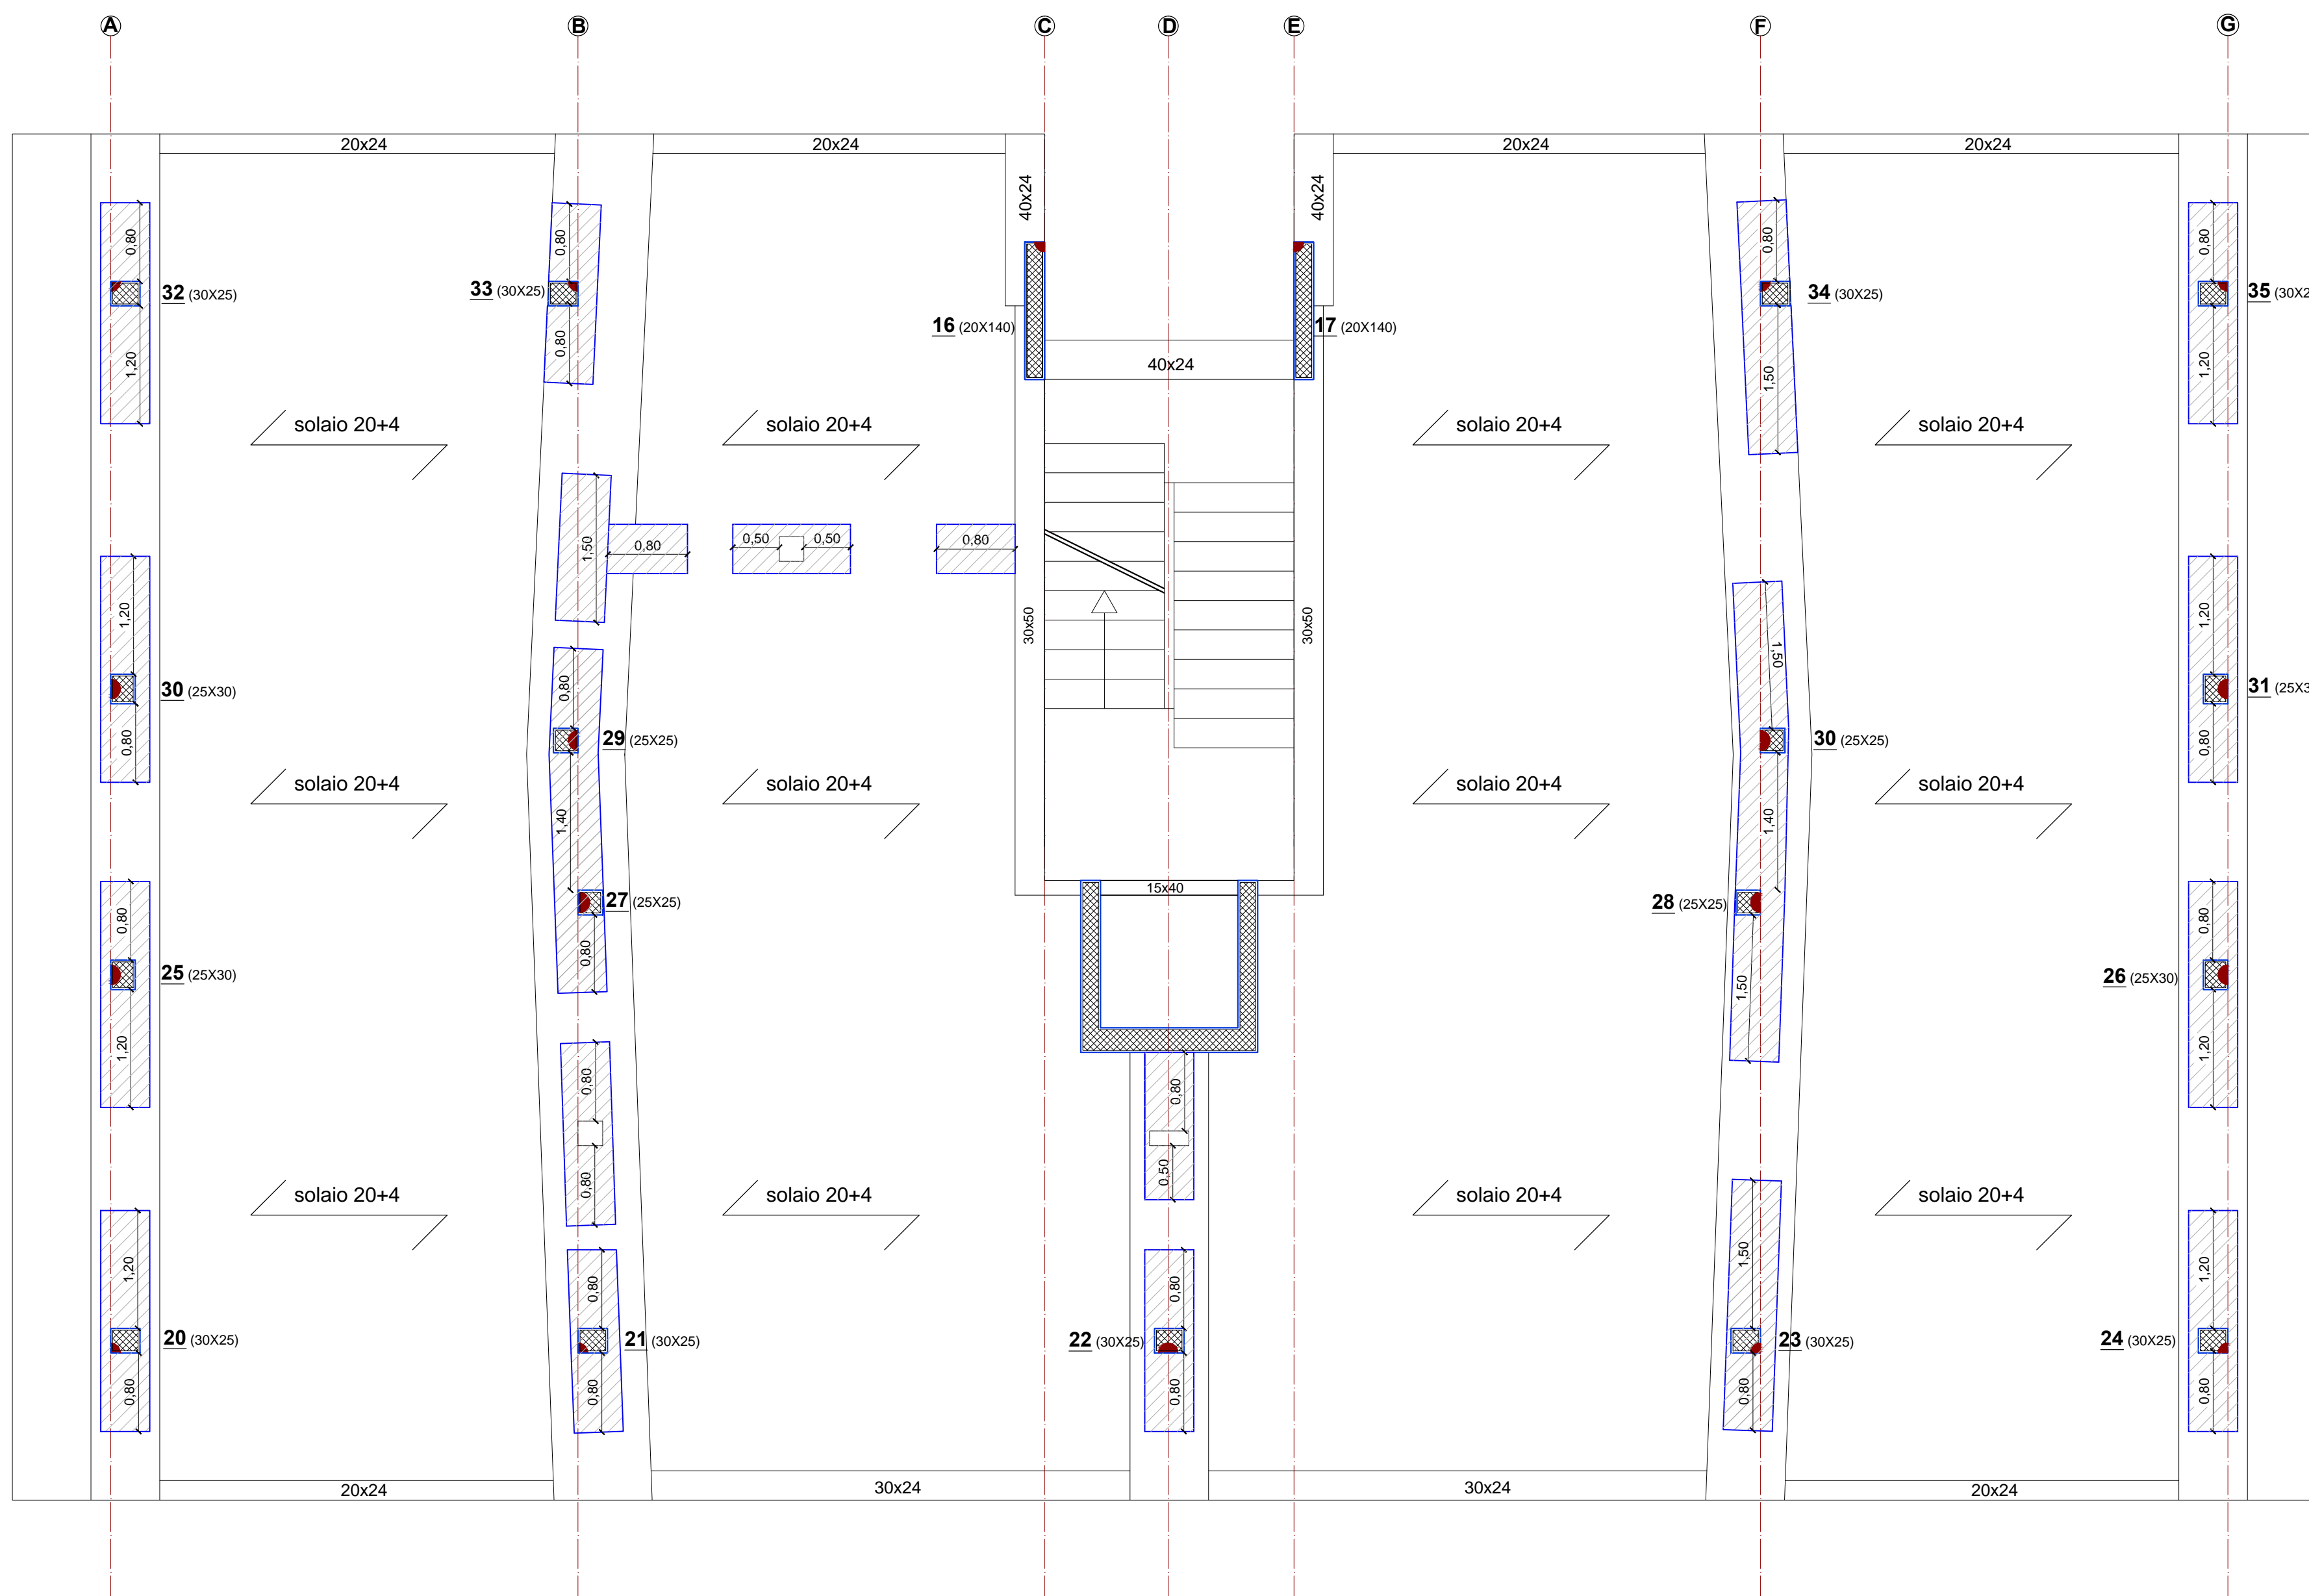 A B C D E F G
20x24 20x24 20x24 20x24
40x24 40x24
0,80 0,80 0,80 0,80
32 (30X25) 33 (30X25) 34 (30X25) 35 (30X2
16 (20X140) 17 (20X140)
1,20 0,80 1,50 1,20
40x24
solaio 20+4 solaio 20+4 solaio 20+4 solaio 20+4
1,50 0,80 0,50 0,50 0,80
1,20 30x50 30x50 1,50 1,20
30 (25X30) 0,80 31 (25X3
0,80 29 (25X25) 30 (25X25) 0,80
solaio 20+4 solaio 20+4 solaio 20+4 solaio 20+4
1,40 1,40
15x40
0,80 27 (25X25) 28 (25X25) 0,80
25 (25X30) 0,80 1,50 26 (25X30)
1,20 0,80 0,80 1,20
0,80 0,50
solaio 20+4 solaio 20+4 solaio 20+4 solaio 20+4
1,20 0,80 0,80 1,50 1,20
20 (30X25) 21 (30X25) 22 (30X25) 23 (30X25) 24 (30X25)
0,80 0,80 0,80 0,80 0,80
20x24 30x24 30x24 20x24